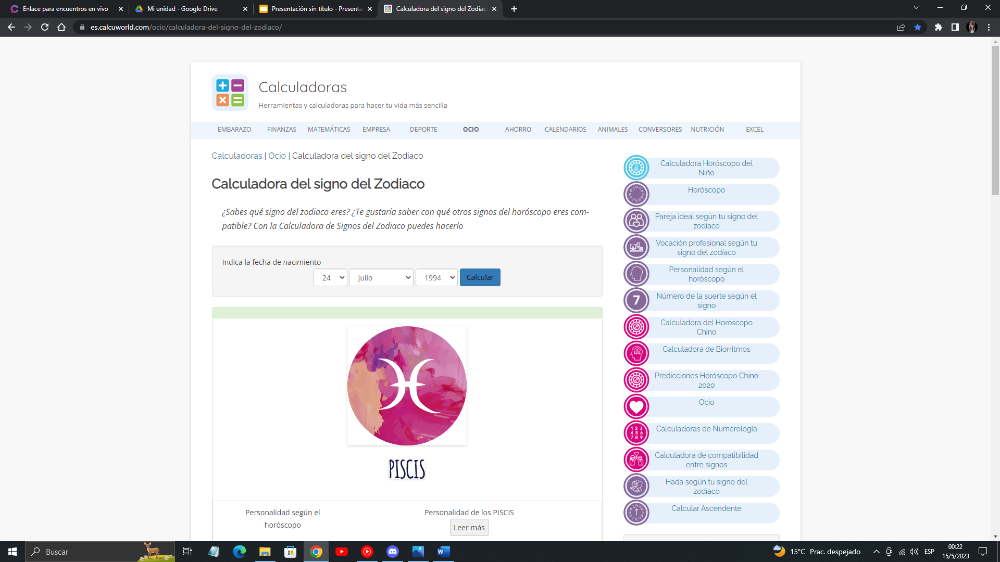 Enlace para encuentros en vivo
Mi unidad - Google Drive
Presentación sin título - Presenta
Calculadora del signo del Zodiac
es.calcuworld.com/ocio/calculadora-del-signo-del-zodiaco/
Calculadoras
Herramientas y calculadoras para hacer tu vida más sencilla
EMBARAZO FINANZAS MATEMÁTICAS EMPRESA DEPORTE OCIO AHORRO CALENDARIOS ANIMALES CONVERSORES NUTRICIÓN EXCEL
Calculadoras | Ocio | Calculadora del signo del Zodiaco
Calculadora del signo del Zodiaco
¿Sabes qué signo del zodiaco eres? ¿Te gustaría saber con qué otros signos del horóscopo eres com-
patible? Con la Calculadora de Signos del Zodiaco puedes hacerlo
Indica la fecha de nacimiento
24 Julio 1994 Calcular
PISCIS
Personalidad según el
horóscopo
Personalidad de los PISCIS
Leer más
Calculadora Horóscopo del
Niño
Horóscopo
Pareja ideal según tu signo del
zodíaco
Vocación profesional según tu
signo del zodíaco
Personalidad según el
horóscopo
7
Número de la suerte según el
signo
Calculadora del Horóscopo
Chino
Calculadora de Biorritmos
Predicciones Horóscopo Chino
2020
Ocio
1 2 3
4 5 6
7 8 9
Calculadoras de Numerología
Calculadora de compatibilidad
entre signos
Hada según tu signo del
zodíaco
Calcular Ascendente
Buscar
15°C Prac. despejado
ESP
00:22
15/5/2023